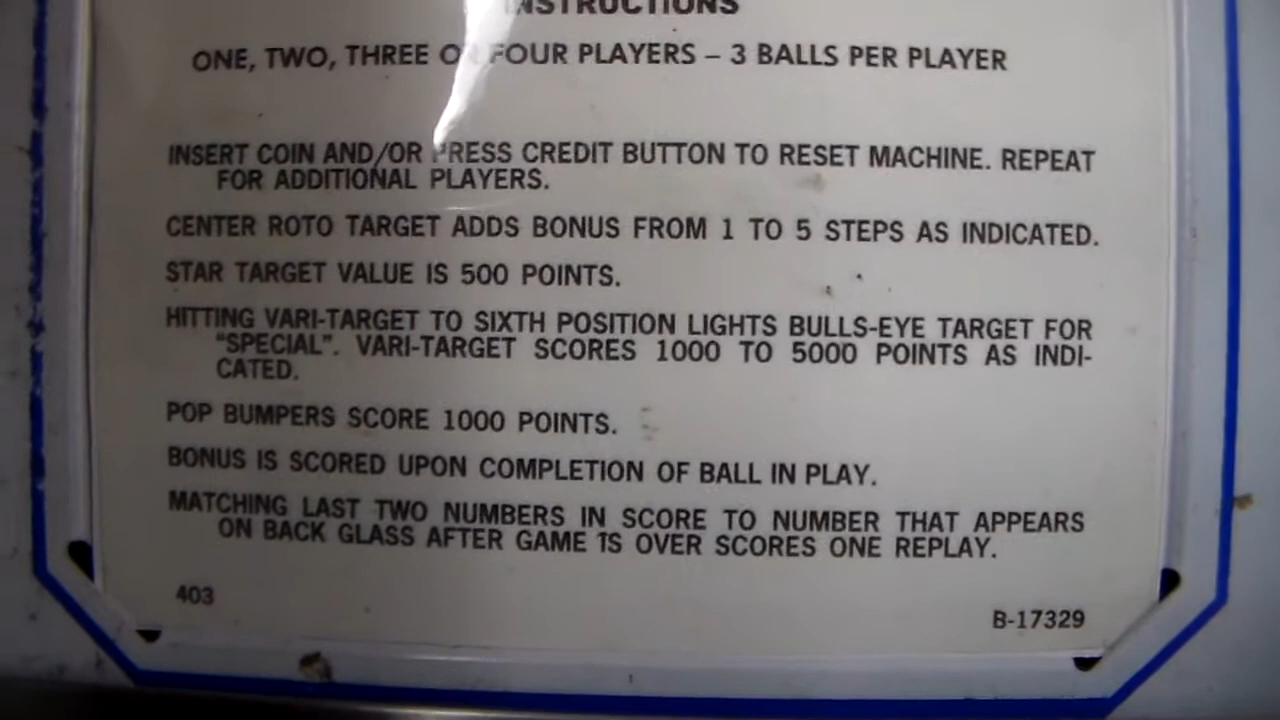 INSTRUCTIONS
ONE, TWO, THREE OR FOUR PLAYERS – 3 BALLS PER PLAYER
INSERT COIN AND/OR PRESS CREDIT BUTTON TO RESET MACHINE. REPEAT
FOR ADDITIONAL PLAYERS.
CENTER ROTO TARGET ADDS BONUS FROM 1 TO 5 STEPS AS INDICATED.
STAR TARGET VALUE IS 500 POINTS.
HITTING VARI-TARGET TO SIXTH POSITION LIGHTS BULLS-EYE TARGET FOR
"SPECIAL". VARI-TARGET SCORES 1000 TO 5000 POINTS AS INDI-
CATED.
POP BUMPERS SCORE 1000 POINTS.
BONUS IS SCORED UPON COMPLETION OF BALL IN PLAY.
MATCHING LAST TWO NUMBERS IN SCORE TO NUMBER THAT APPEARS
ON BACK GLASS AFTER GAME IS OVER SCORES ONE REPLAY.
403
B-17329